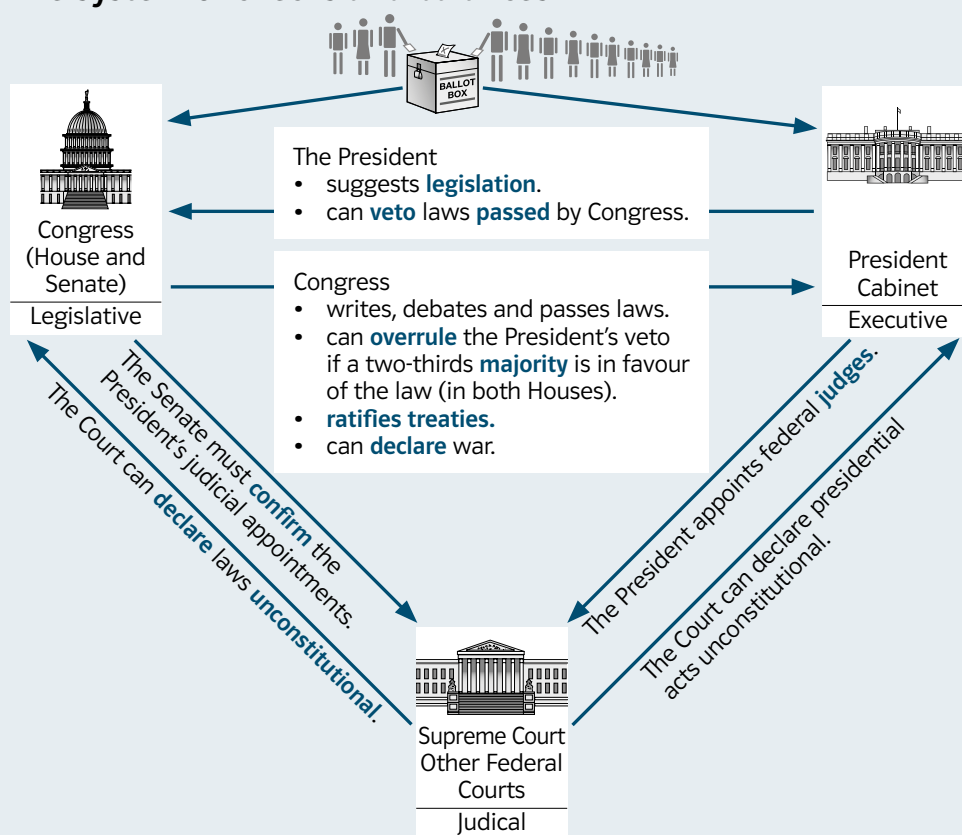 BALLOT
BOX
The President
• suggests legislation.
• can veto laws passed by Congress.
Congress
(House and
Senate)
Legislative
President
Cabinet
Executive
Congress
• writes, debates and passes laws.
• can overrule the President's veto
if a two-thirds majority is in favour
of the law (in both Houses).
• ratifies treaties.
• can declare war.
The Senate must confirm the
President's judicial appointments.
The Court can declare laws unconstitutional.
The President appoints federal judges.
The Court can declare presidential
acts unconstitutional.
Supreme Court
Other Federal
Courts
Judical